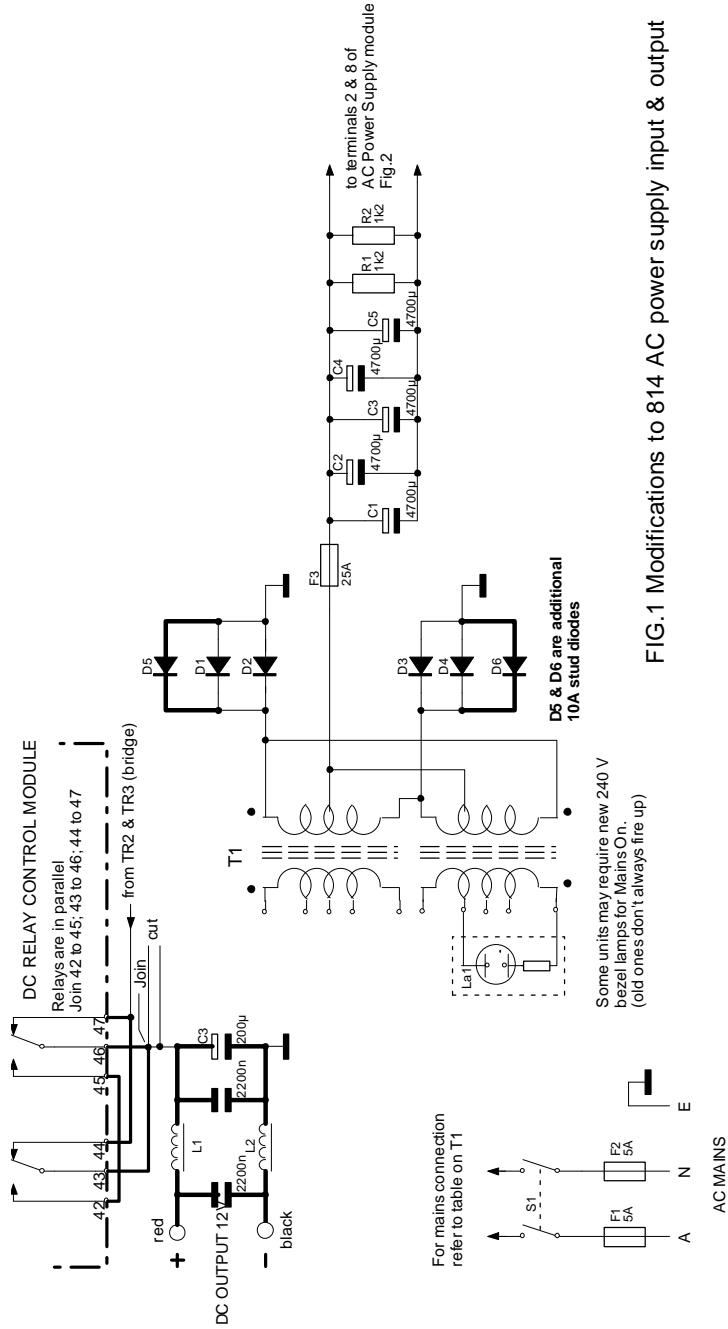 DC RELAY CONTROL MODULE
Relays are in parallel
Join 42 to 45; 43 to 46; 44 to 47
42
43
44
45
46
47
from TR2 & TR3 (bridge)
Join
cut
red
+
DC OUTPUT 12 V
-
black
2200n
L1
L2
2200n
C3
200µ
T1
D5
D1
D2
D3
D4
D6
D5 & D6 are additional
10A stud diodes
F3
25A
C1
4700µ
C2
4700µ
C3
4700µ
C4
4700µ
C5
4700µ
R1
1k2
R2
1k2
to terminals 2 & 8 of
AC Power Supply module
Fig.2
La1
Some units may require new 240 V
bezel lamps for Mains On.
(old ones don't always fire up)
For mains connection
refer to table on T1
S1
F1
5A
F2
5A
A
N
E
AC MAINS
FIG.1 Modifications to 814 AC power supply input & output